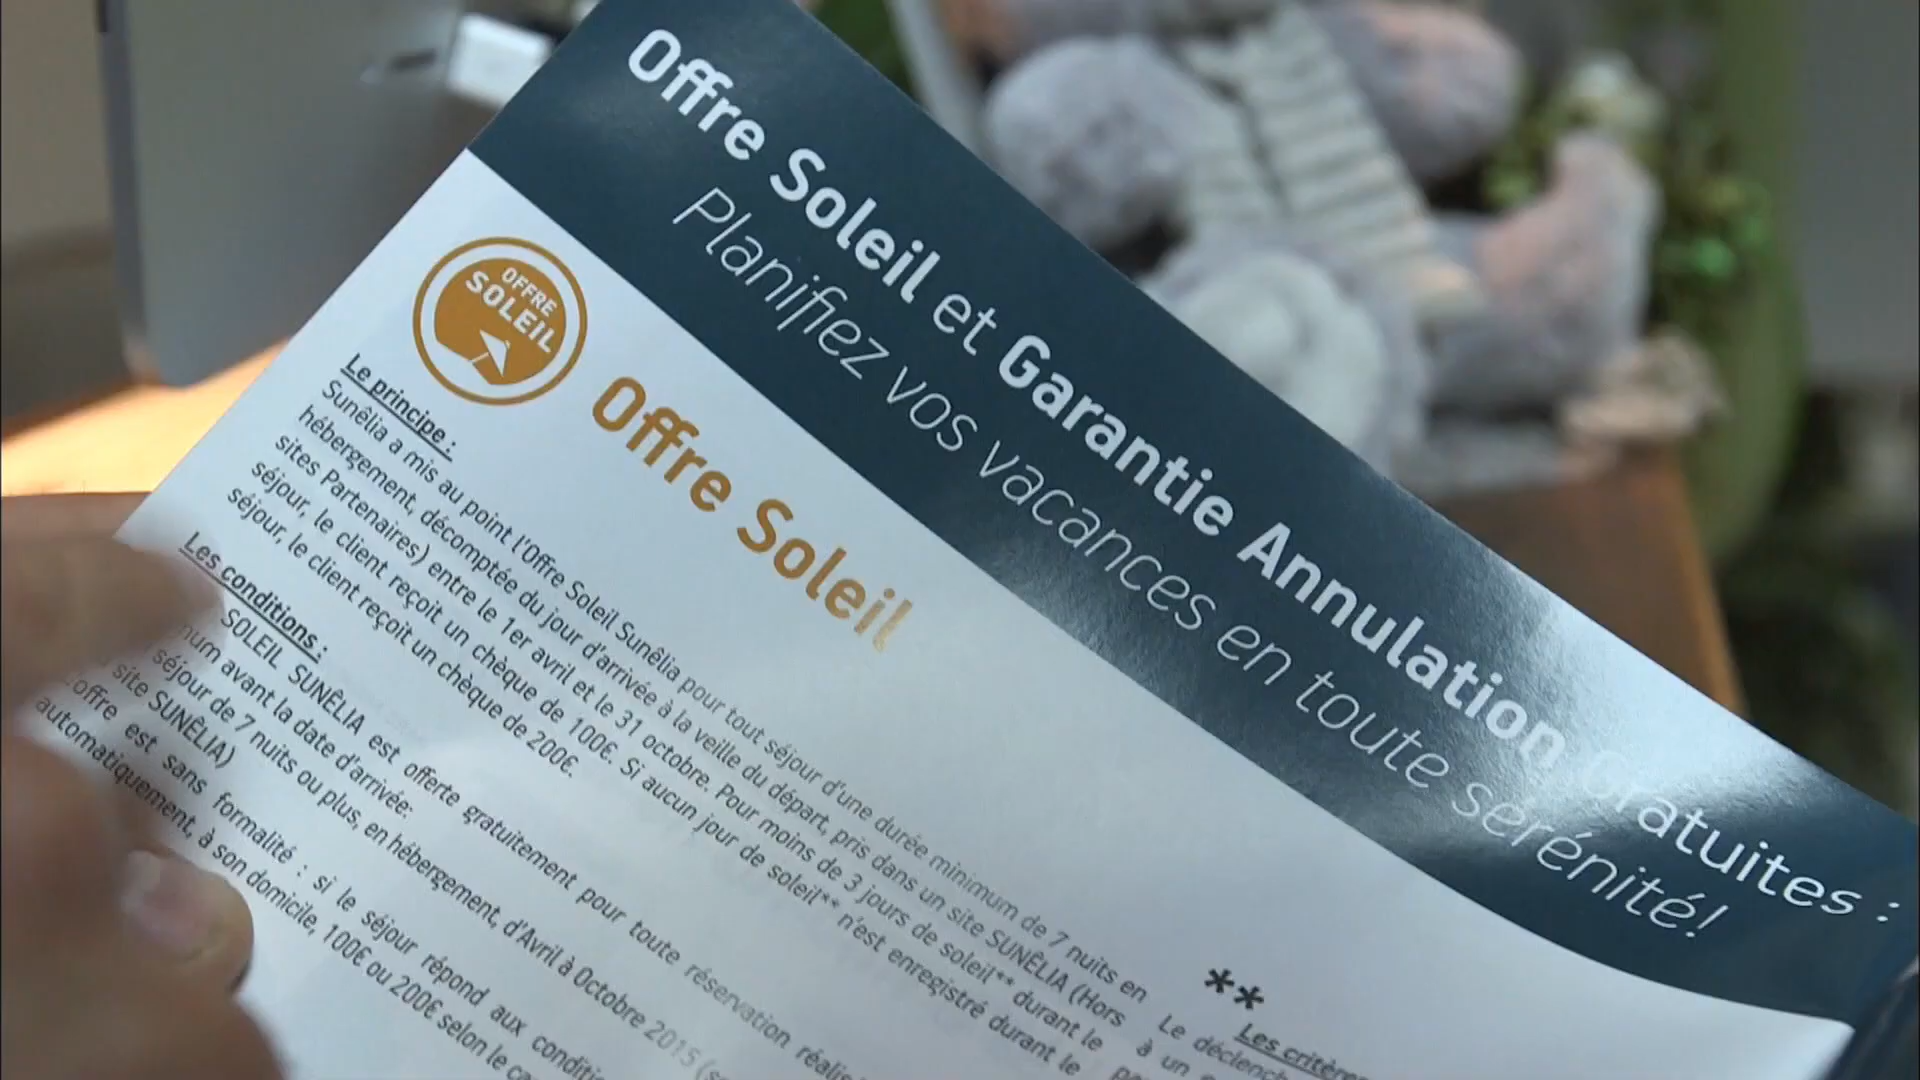 Offre Soleil et Garantie Annulation Gratuites :
Planifiez vos vacances en toute sérénité!
OFFRE
SOLEIL
Offre Soleil
Le principe :
Sunêlia a mis au point l'Offre Soleil Sunêlia pour tout séjour d'une durée minimum de 7 nuits en
hébergement, décomptée du jour d'arrivée à la veille du départ, pris dans un site SUNÊLIA (Hors
sites Partenaires) entre le 1er avril et le 31 octobre. Pour moins de 3 jours de soleil** durant le
séjour, le client reçoit un chèque de 100€. Si aucun jour de soleil** n'est enregistré durant le
séjour, le client reçoit un chèque de 200€.
Les conditions :
SOLEIL SUNÊLIA est offerte gratuitement pour toute réservation
avant la date d'arrivée:
séjour de 7 nuits ou plus, en hébergement, d'Avril à Octobre 2015
site SUNÊLIA)
offre est sans formalité : si le séjour répond aux
automatiquement, à son domicile, 100€ ou 200€ selon le
**
Les critères
Le
à un